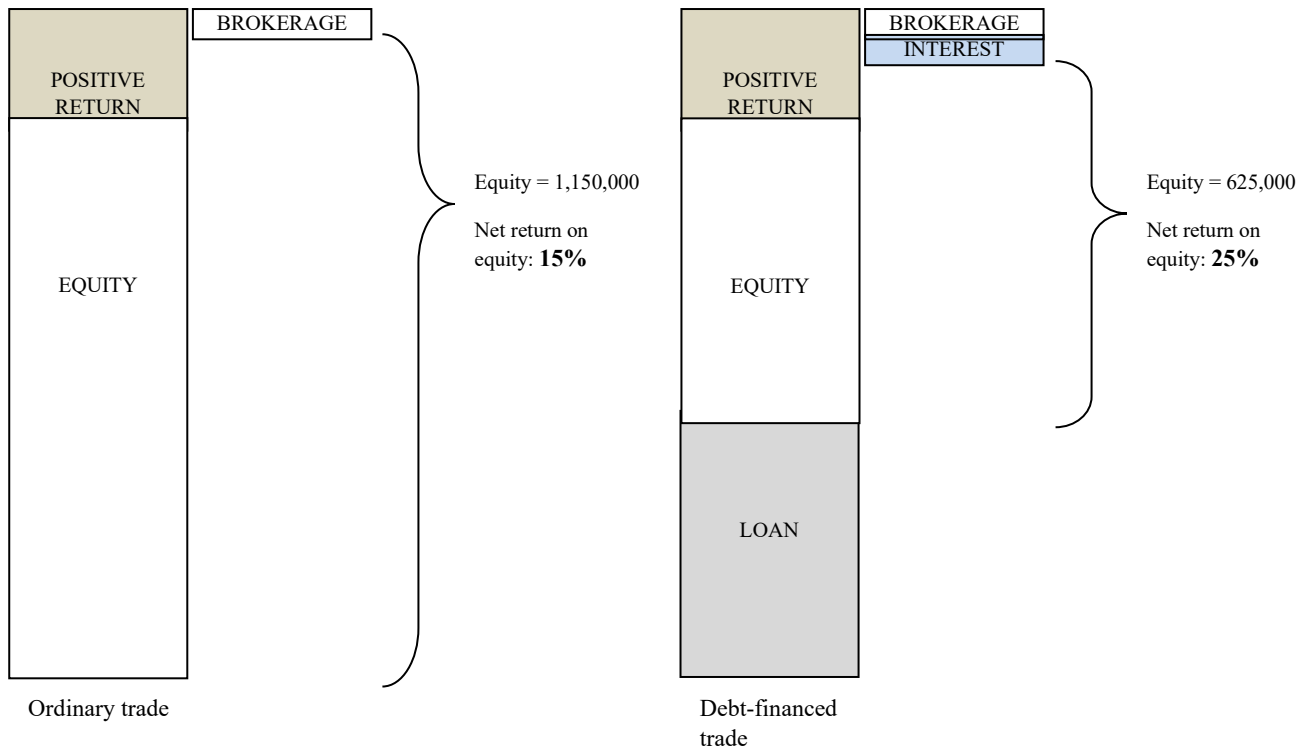 BROKERAGE
POSITIVE
RETURN
EQUITY
Equity = 1,150,000
Net return on
equity: 15%
Ordinary trade
BROKERAGE
INTEREST
POSITIVE
RETURN
EQUITY
LOAN
Equity = 625,000
Net return on
equity: 25%
Debt-financed
trade